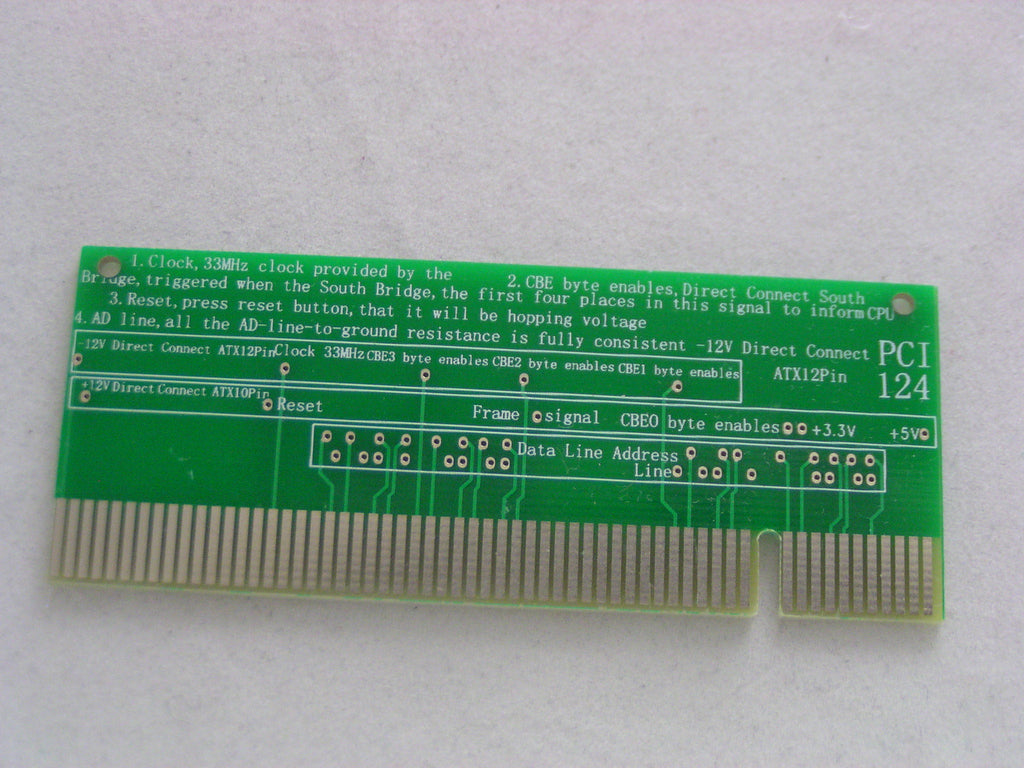 1.Clock,33MHz clock provided by the
2.CBE byte enables,Direct Connect South
Bridge,triggered when the South Bridge,the first four places in this signal to inform CPU
3.Reset,press reset button,that it will be hopping voltage
4.AD line,all the AD-line-to-ground resistance is fully consistent -12V Direct Connect
ATX12Pin
PCI
124
-12V Direct Connect ATX12Pin Clock 33MHz CBE3 byte enables CBE2 byte enables CBE1 byte enables
+12V Direct Connect ATX10Pin
Reset
Frame signal CBE0 byte enables +3.3V +5V
Data Line Address
Line